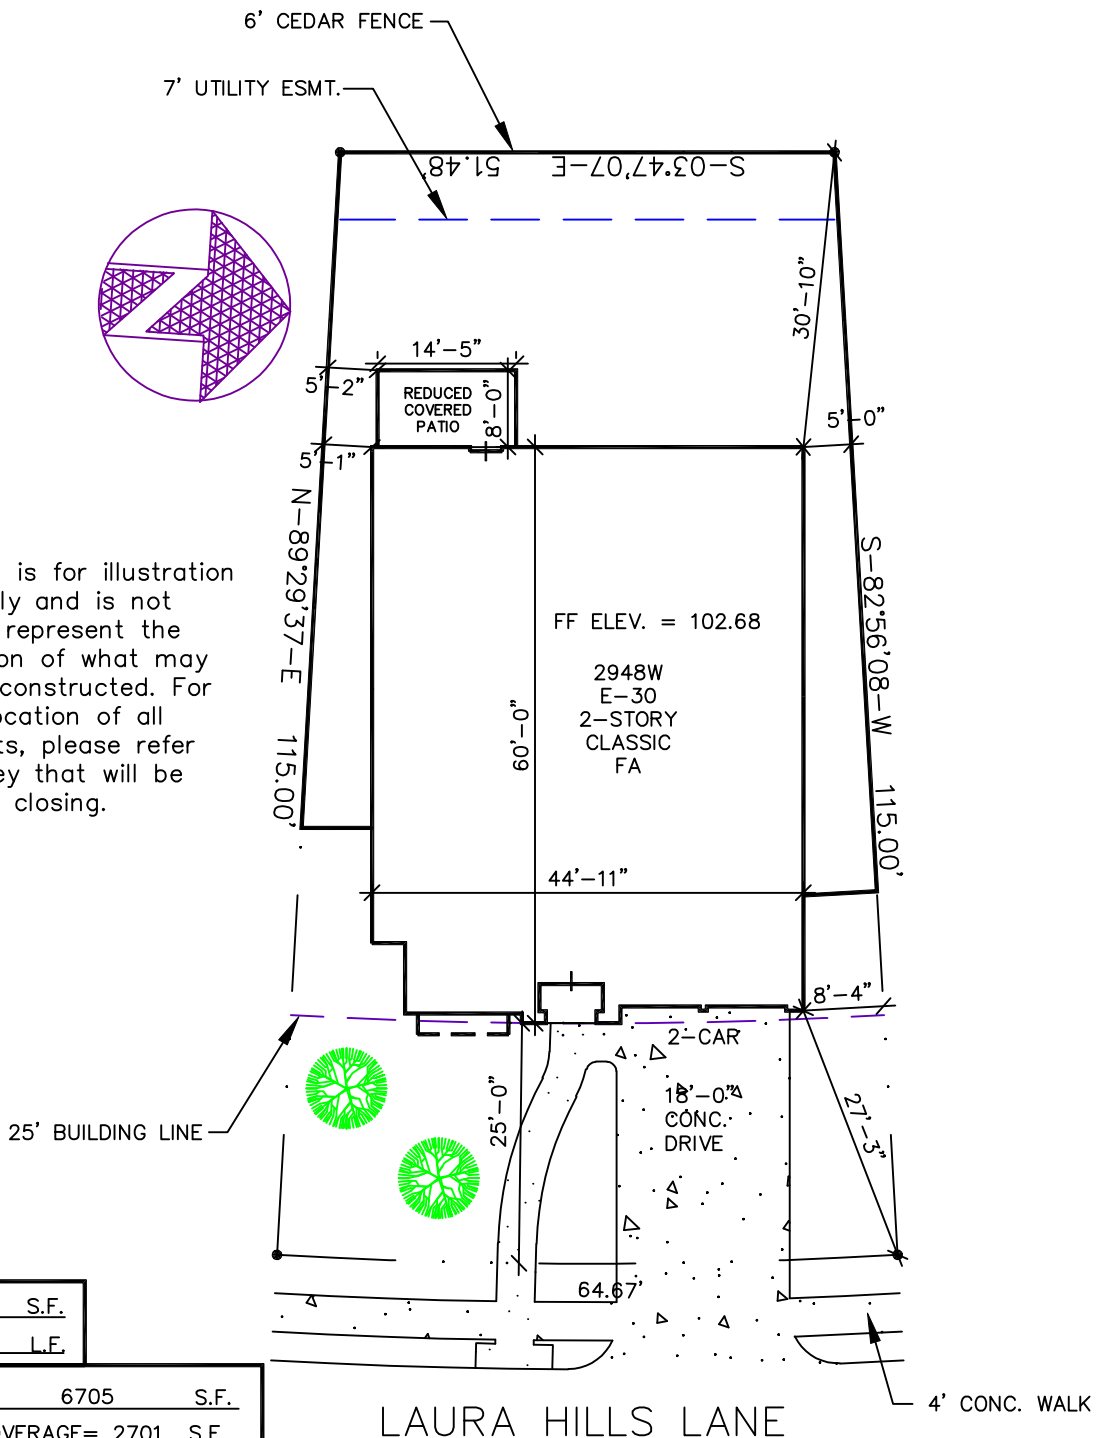 6' CEDAR FENCE
7' UTILITY ESMT.
S-03°47'07-E 51.48'
30'-10"
14'-5"
5'-2"
REDUCED
COVERED
PATIO
8'-0"
5'-0"
5'-1"
N-89°29'37-E 115.00'
S-82°56'08-W 115.00'
is for illustration
ly and is not
represent the
on of what may
constructed. For
ocation of all
ts, please refer
ey that will be
closing.
FF ELEV. = 102.68
2948W
E-30
2-STORY
CLASSIC
FA
60'-0"
44'-11"
8'-4"
2-CAR
18'-0"
CONC.
DRIVE
25'-0"
27'-3"
25' BUILDING LINE
64.67'
S.F.
L.F.
6705 S.F.
OVERAGE= 2701 S.F.
4' CONC. WALK
LAURA HILLS LANE